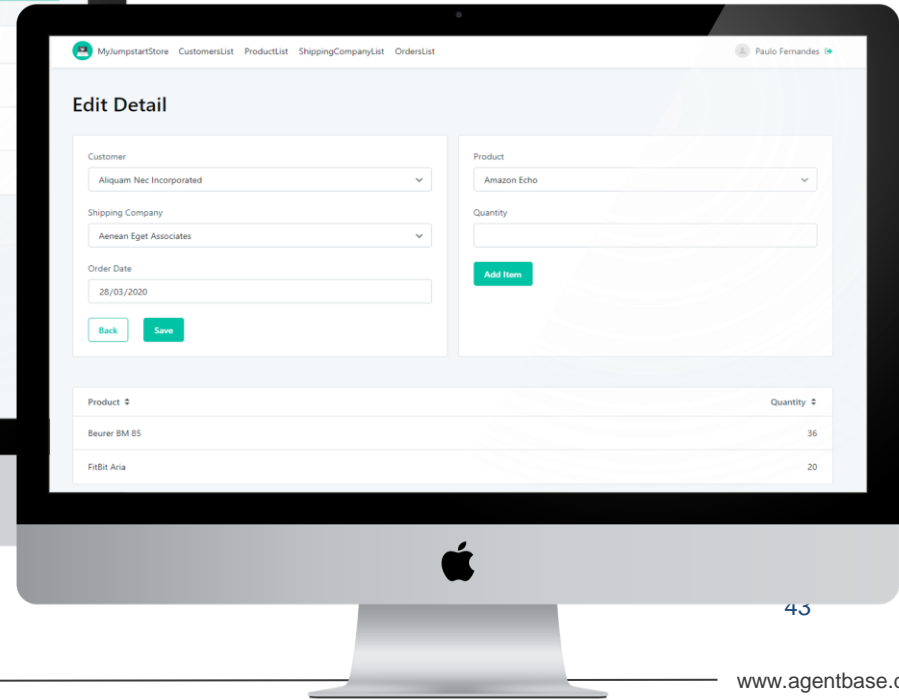 MyJumpstartStore CustomersList ProductList ShippingCompanyList OrdersList Paulo Fernandes
Edit Detail
Customer
Aliquam Nec Incorporated
Shipping Company
Aenean Eget Associates
Order Date
28/03/2020
Back Save
Product
Amazon Echo
Quantity
Add Item
Product Quantity
Beurer BM 85 36
FitBit Aria 20
43
www.agentbase.c